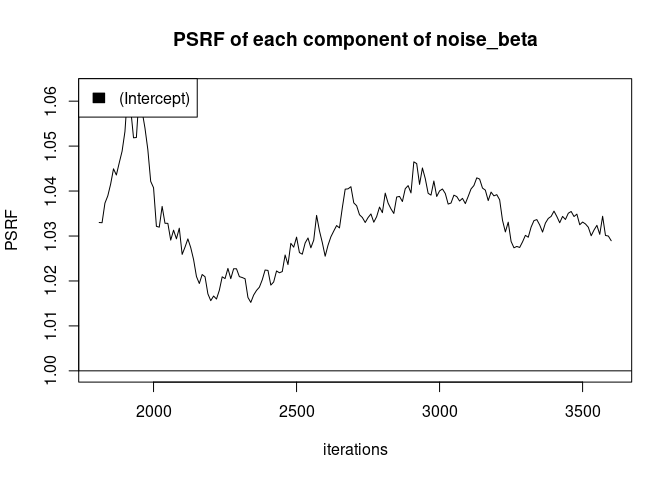 PSRF of each component of noise_beta
(Intercept)
PSRF
1.06
1.05
1.04
1.03
1.02
1.01
1.00
2000 2500 3000 3500
iterations